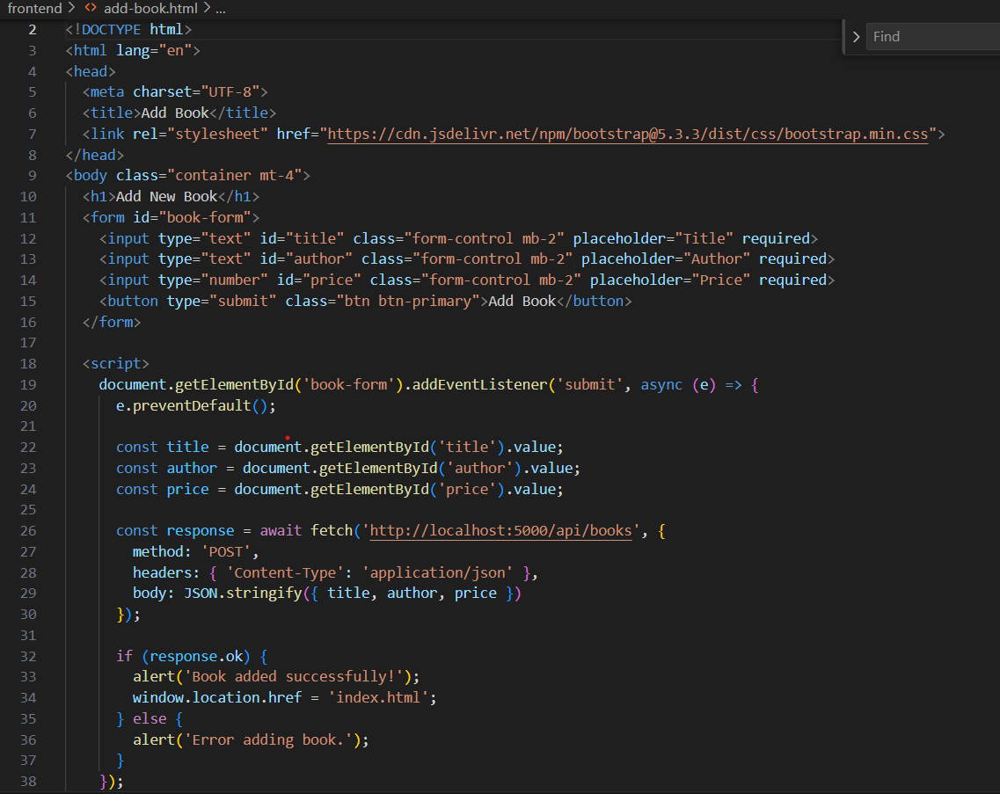 frontend > <> add-book.html > ...
Find
2 <!DOCTYPE html>
3 <html lang="en">
4 <head>
5   <meta charset="UTF-8">
6   <title>Add Book</title>
7   <link rel="stylesheet" href="https://cdn.jsdelivr.net/npm/bootstrap@5.3.3/dist/css/bootstrap.min.css">
8 </head>
9 <body class="container mt-4">
10   <h1>Add New Book</h1>
11   <form id="book-form">
12     <input type="text" id="title" class="form-control mb-2" placeholder="Title" required>
13     <input type="text" id="author" class="form-control mb-2" placeholder="Author" required>
14     <input type="number" id="price" class="form-control mb-2" placeholder="Price" required>
15     <button type="submit" class="btn btn-primary">Add Book</button>
16   </form>
17
18   <script>
19     document.getElementById('book-form').addEventListener('submit', async (e) => {
20       e.preventDefault();
21
22       const title = document.getElementById('title').value;
23       const author = document.getElementById('author').value;
24       const price = document.getElementById('price').value;
25
26       const response = await fetch('http://localhost:5000/api/books', {
27         method: 'POST',
28         headers: { 'Content-Type': 'application/json' },
29         body: JSON.stringify({ title, author, price })
30       });
31
32       if (response.ok) {
33         alert('Book added successfully!');
34         window.location.href = 'index.html';
35       } else {
36         alert('Error adding book.');
37       }
38     });